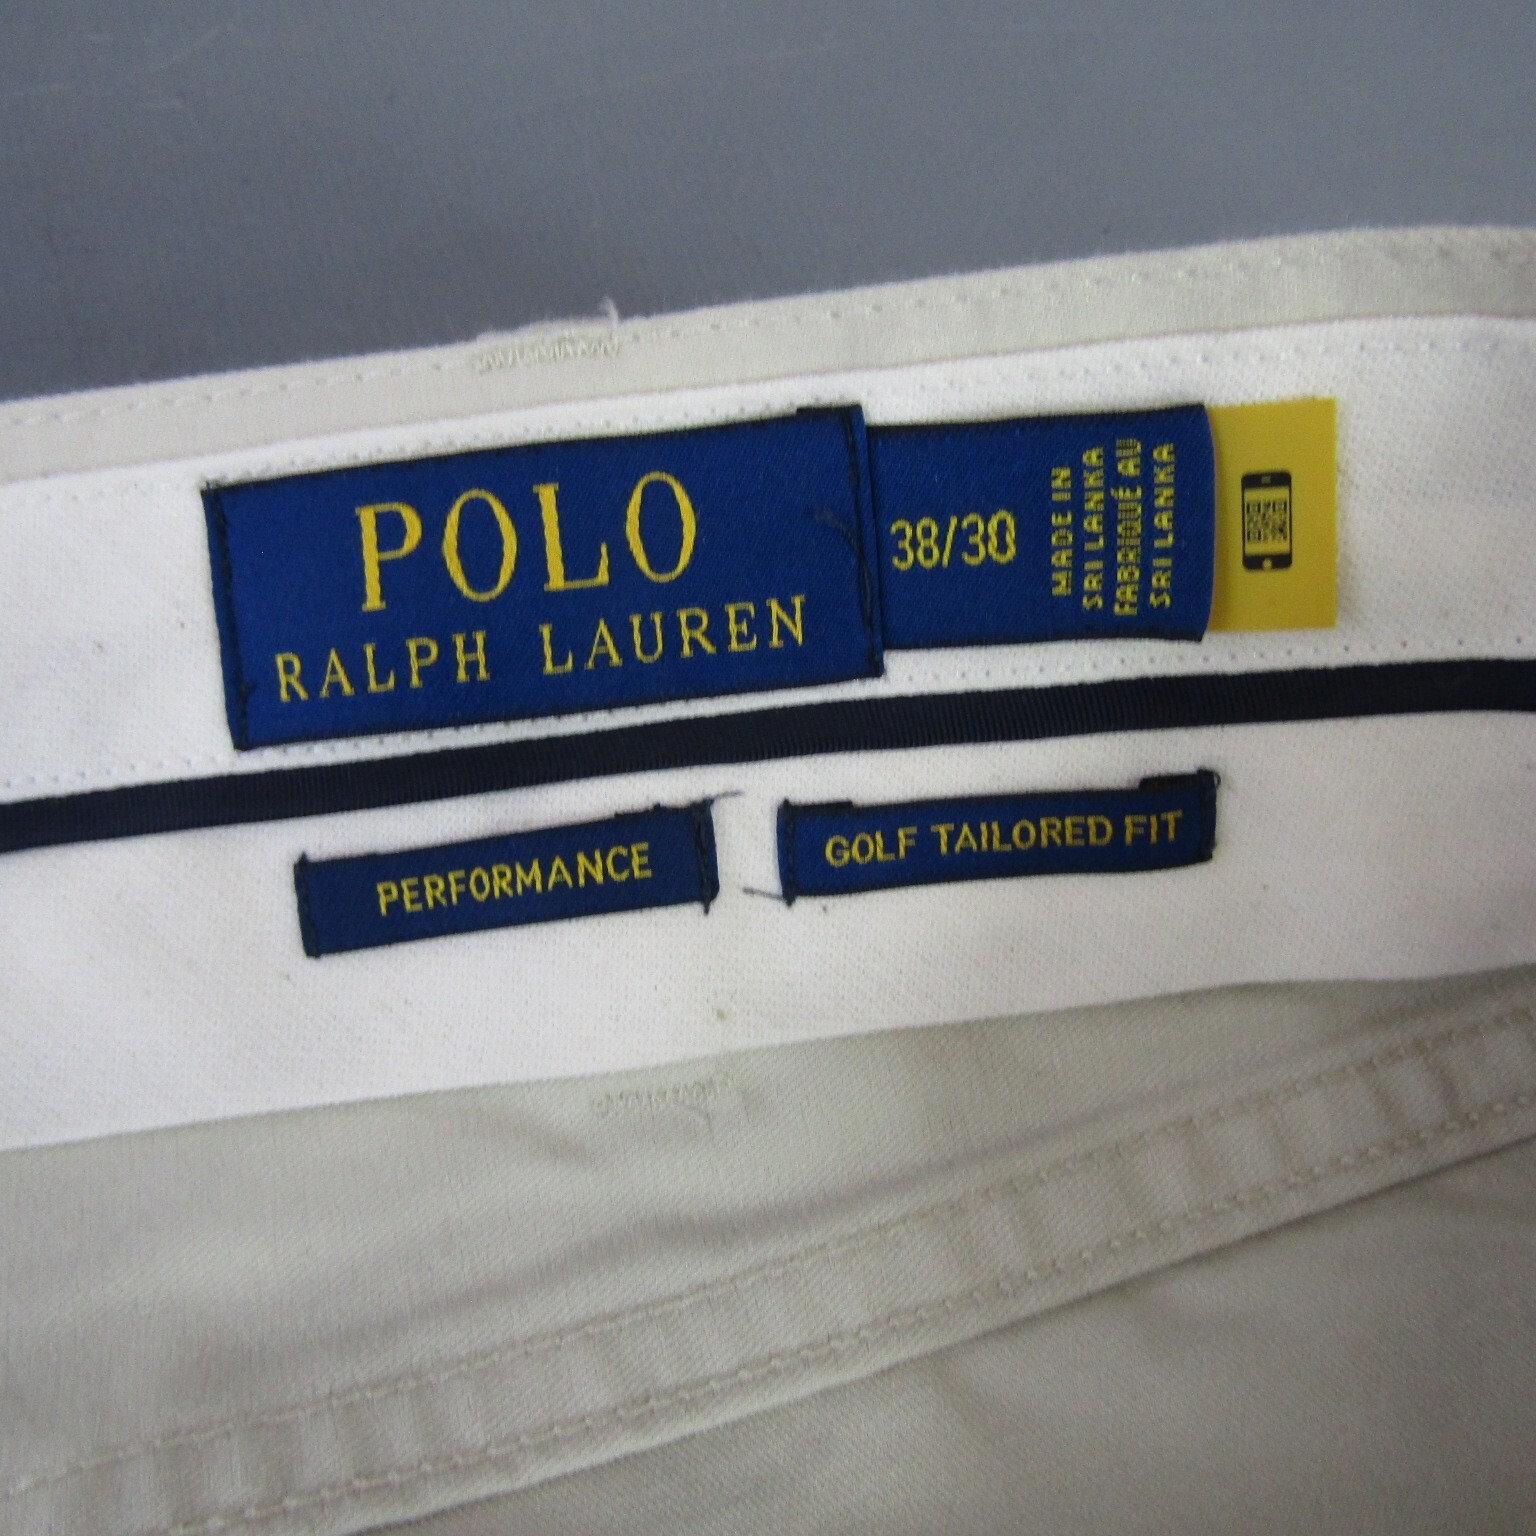 POLO
RALPH LAUREN
38/30
MADE IN
SRI LANKA
FABRIQUÉ AU
SRI LANKA
PERFORMANCE
GOLF TAILORED FIT